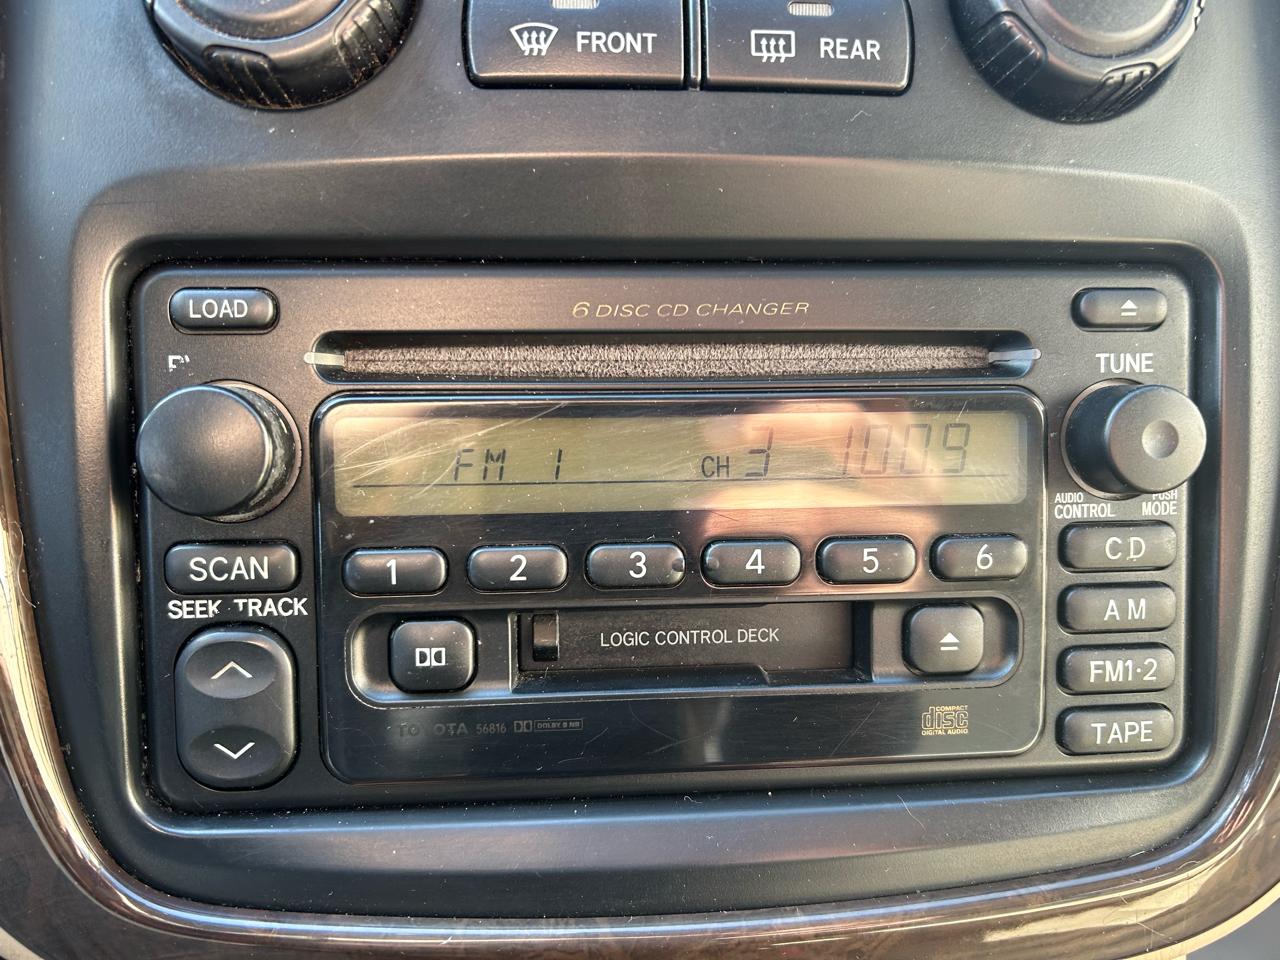 FRONT
REAR
LOAD
6 DISC CD CHANGER
TUNE
FM 1 CH 3 100.9
AUDIO CONTROL
PUSH MODE
SCAN
1 2 3 4 5 6
CD
SEEK TRACK
AM
LOGIC CONTROL DECK
FM1·2
TOYOTA 56816 DOLBY B NR
COMPACT
disc
DIGITAL AUDIO
TAPE